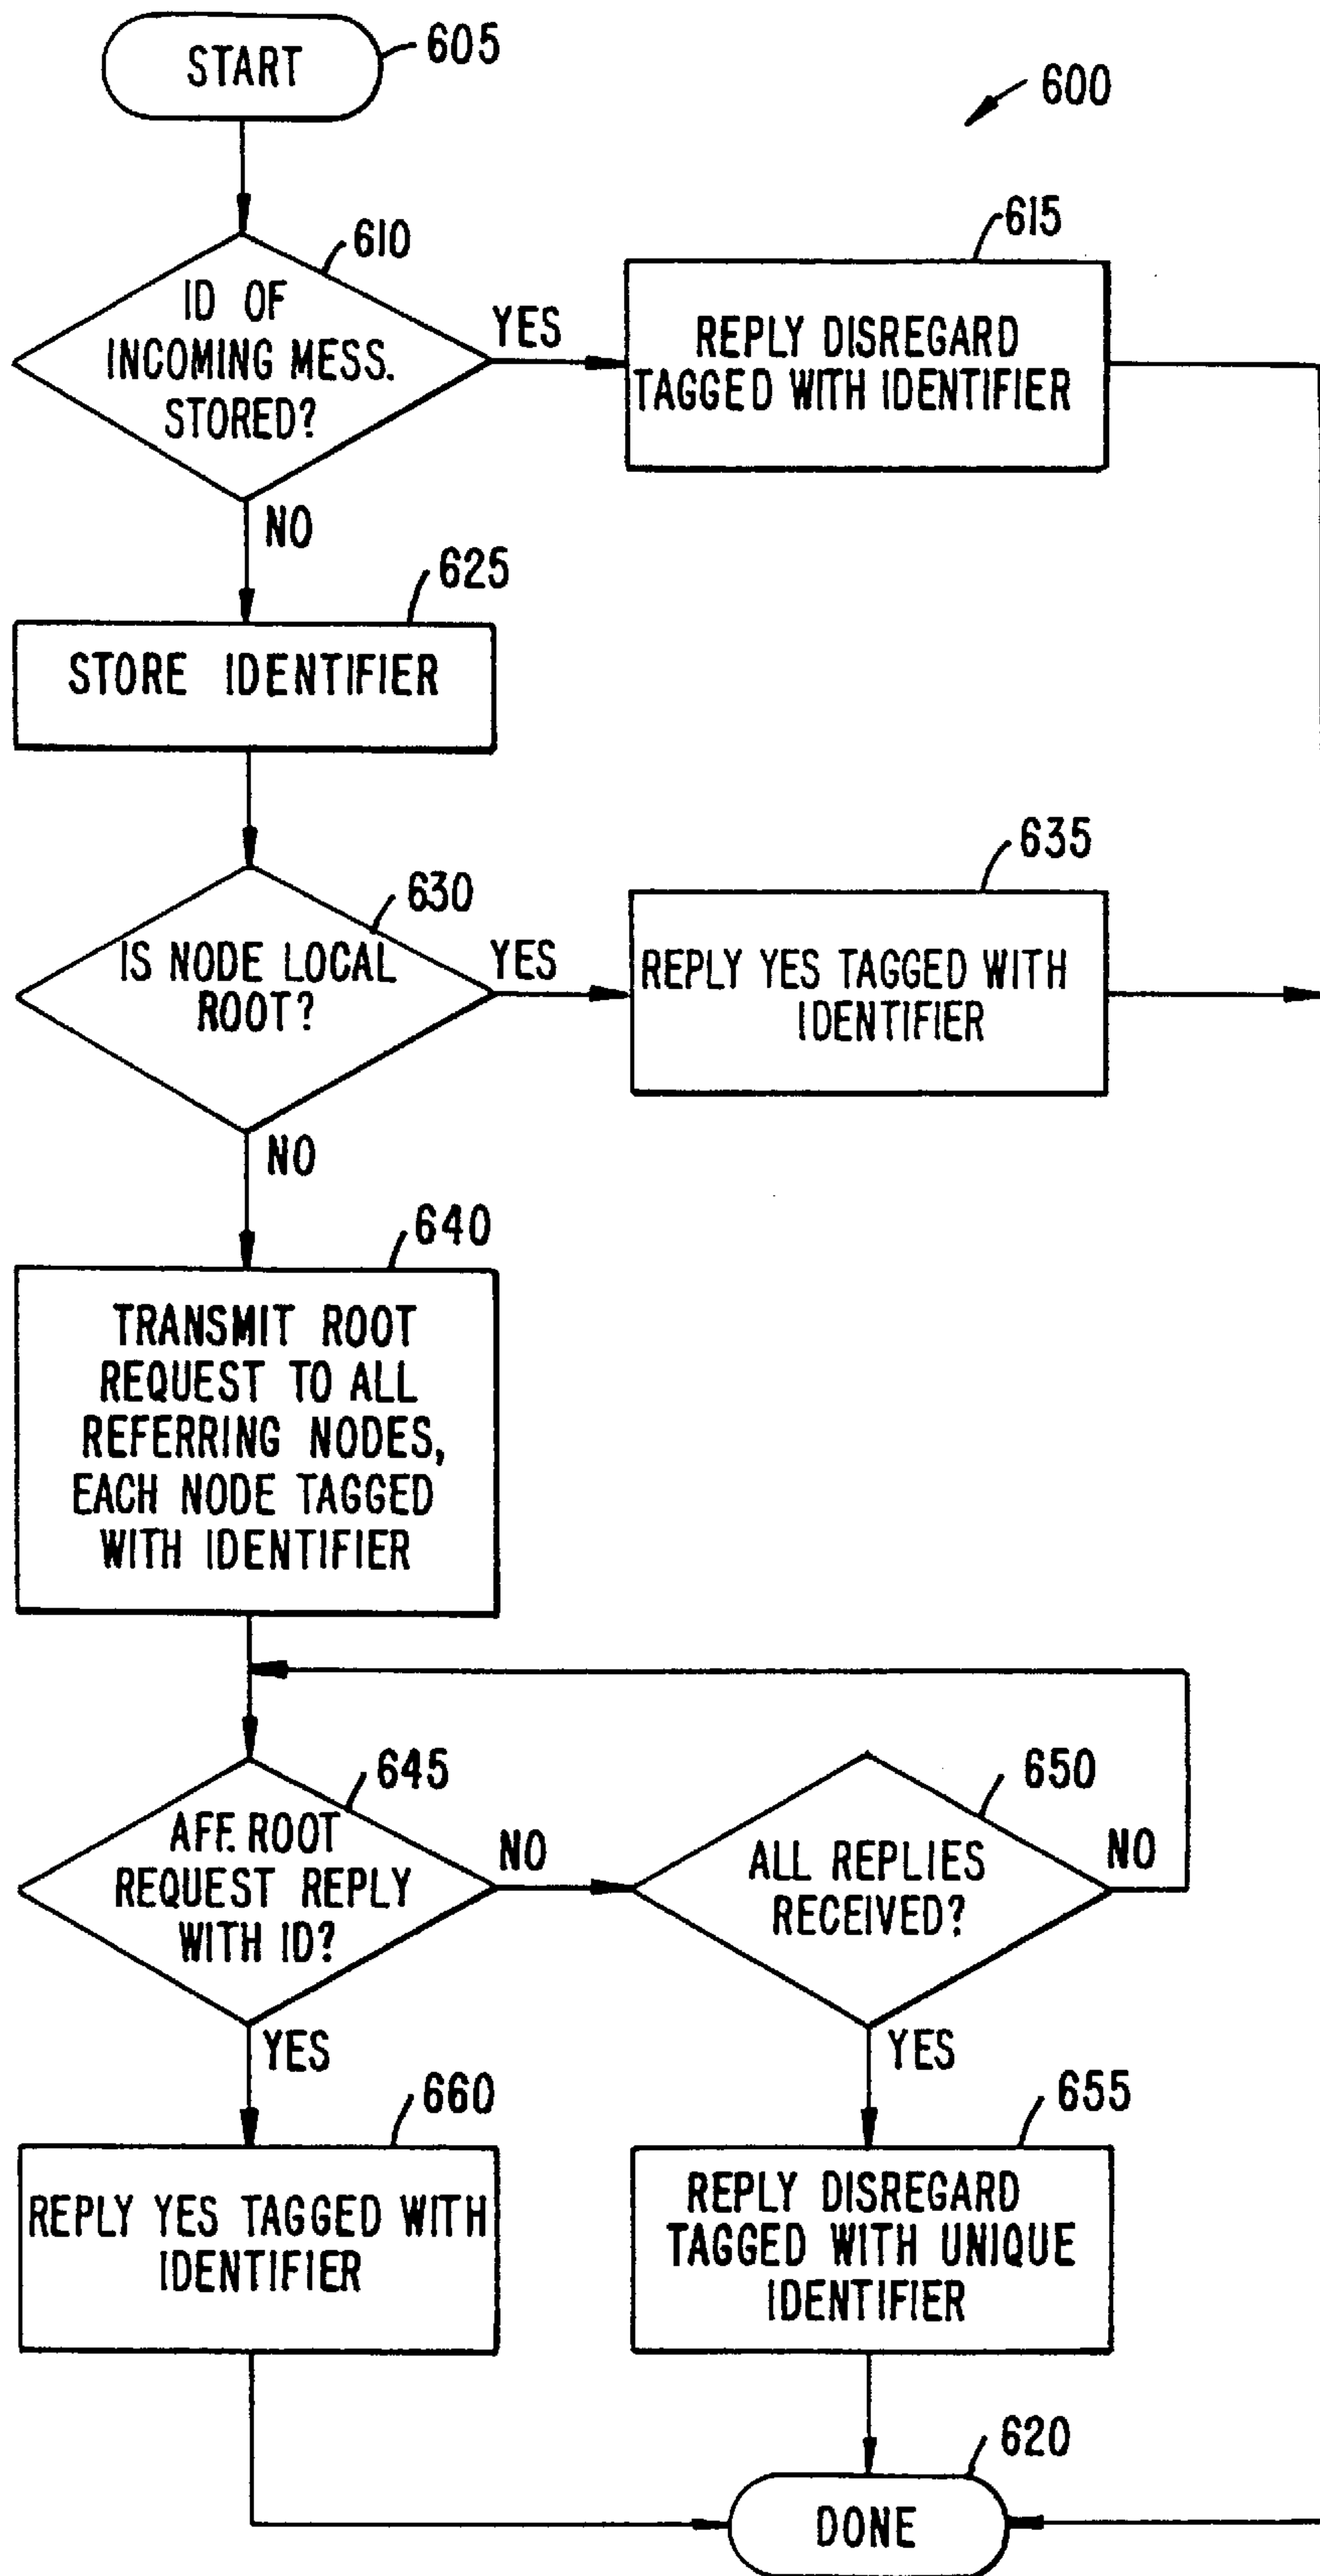 START
605
600
610
ID OF
INCOMING MESS.
STORED?
YES
615
REPLY DISREGARD
TAGGED WITH IDENTIFIER
NO
625
STORE IDENTIFIER
630
IS NODE LOCAL
ROOT?
YES
635
REPLY YES TAGGED WITH
IDENTIFIER
NO
640
TRANSMIT ROOT
REQUEST TO ALL
REFERRING NODES,
EACH NODE TAGGED
WITH IDENTIFIER
645
AFF. ROOT
REQUEST REPLY
WITH ID?
NO
650
ALL REPLIES
RECEIVED?
NO
YES
660
REPLY YES TAGGED WITH
IDENTIFIER
YES
655
REPLY DISREGARD
TAGGED WITH UNIQUE
IDENTIFIER
620
DONE